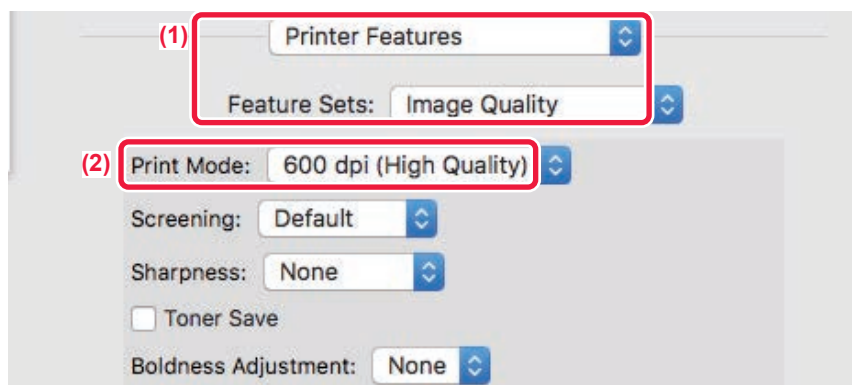 (1) Printer Features
Feature Sets: Image Quality
(2) Print Mode: 600 dpi (High Quality)
Screening: Default
Sharpness: None
Toner Save
Boldness Adjustment: None